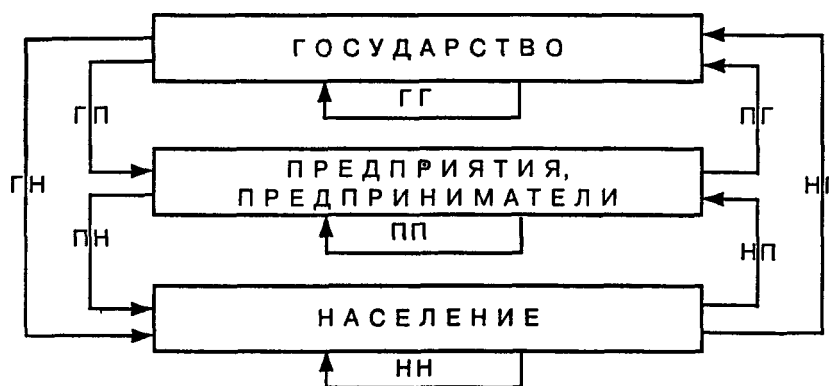 ГОСУДАРСТВО
ГГ
ГП
ПГ
ПРЕДПРИЯТИЯ,
ПРЕДПРИНИМАТЕЛИ
ГН
НГ
ПП
ПН
НП
НАСЕЛЕНИЕ
НН